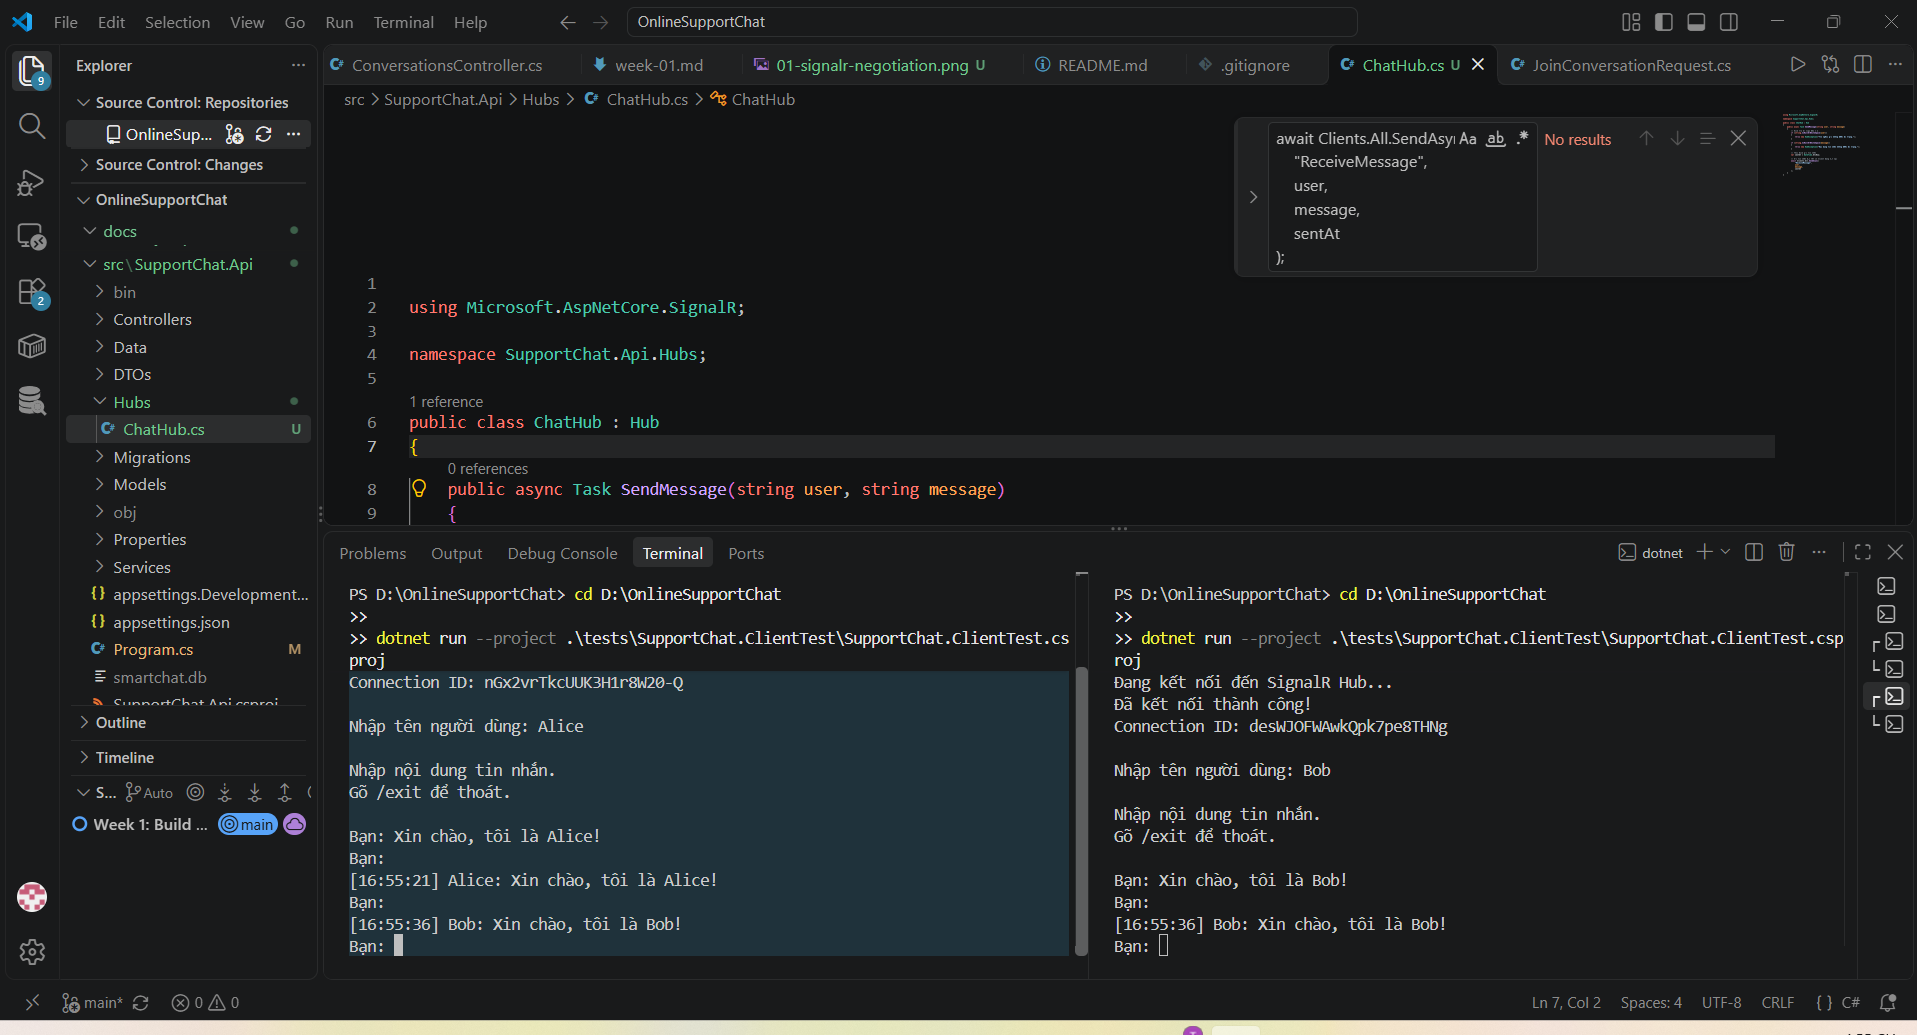 File Edit Selection View Go Run Terminal Help
OnlineSupportChat
Explorer
Source Control: Repositories
OnlineSup...
Source Control: Changes
OnlineSupportChat
docs
src\SupportChat.Api
bin
Controllers
Data
DTOs
Hubs
ChatHub.cs U
Migrations
Models
obj
Properties
Services
appsettings.Development...
appsettings.json
Program.cs M
smartchat.db
SupportChat.Api.csproj
Outline
Timeline
S... Auto
Week 1: Build ... main
9
2
ConversationsController.cs
week-01.md
01-signalr-negotiation.png U
README.md
.gitignore
ChatHub.cs U
JoinConversationRequest.cs
src > SupportChat.Api > Hubs > ChatHub.cs > ChatHub
await Clients.All.SendAsy Aa ab .* No results
"ReceiveMessage",
user,
message,
sentAt
);
1
2 using Microsoft.AspNetCore.SignalR;
3
4 namespace SupportChat.Api.Hubs;
5
1 reference
6 public class ChatHub : Hub
7 {
0 references
8 public async Task SendMessage(string user, string message)
9 {
Problems Output Debug Console Terminal Ports
dotnet
PS D:\OnlineSupportChat> cd D:\OnlineSupportChat
>>
>> dotnet run --project .\tests\SupportChat.ClientTest\SupportChat.ClientTest.cs
proj
Connection ID: nGx2vrTkcUUK3H1r8W20-Q
Nhập tên người dùng: Alice
Nhập nội dung tin nhắn.
Gõ /exit để thoát.
Bạn: Xin chào, tôi là Alice!
Bạn:
[16:55:21] Alice: Xin chào, tôi là Alice!
Bạn:
[16:55:36] Bob: Xin chào, tôi là Bob!
Bạn:
PS D:\OnlineSupportChat> cd D:\OnlineSupportChat
>>
>> dotnet run --project .\tests\SupportChat.ClientTest\SupportChat.ClientTest.csp
roj
Đang kết nối đến SignalR Hub...
Đã kết nối thành công!
Connection ID: desWJOFWAwkQpk7pe8THNg
Nhập tên người dùng: Bob
Nhập nội dung tin nhắn.
Gõ /exit để thoát.
Bạn: Xin chào, tôi là Bob!
Bạn:
[16:55:36] Bob: Xin chào, tôi là Bob!
Bạn:
main* 0 0
Ln 7, Col 2 Spaces: 4 UTF-8 CRLF { } C#